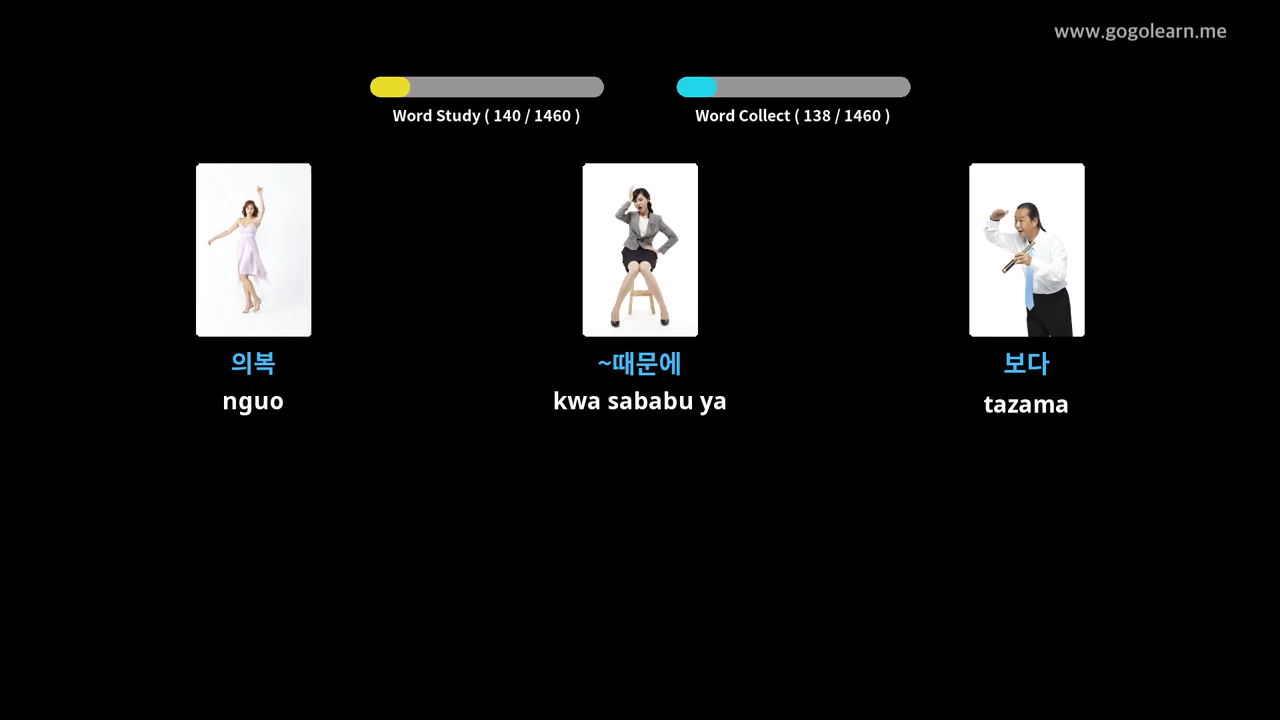 www.gogolearn.me
Word Study ( 140 / 1460 )
Word Collect ( 138 / 1460 )
의복
~때문에
보다
nguo
kwa sababu ya
tazama